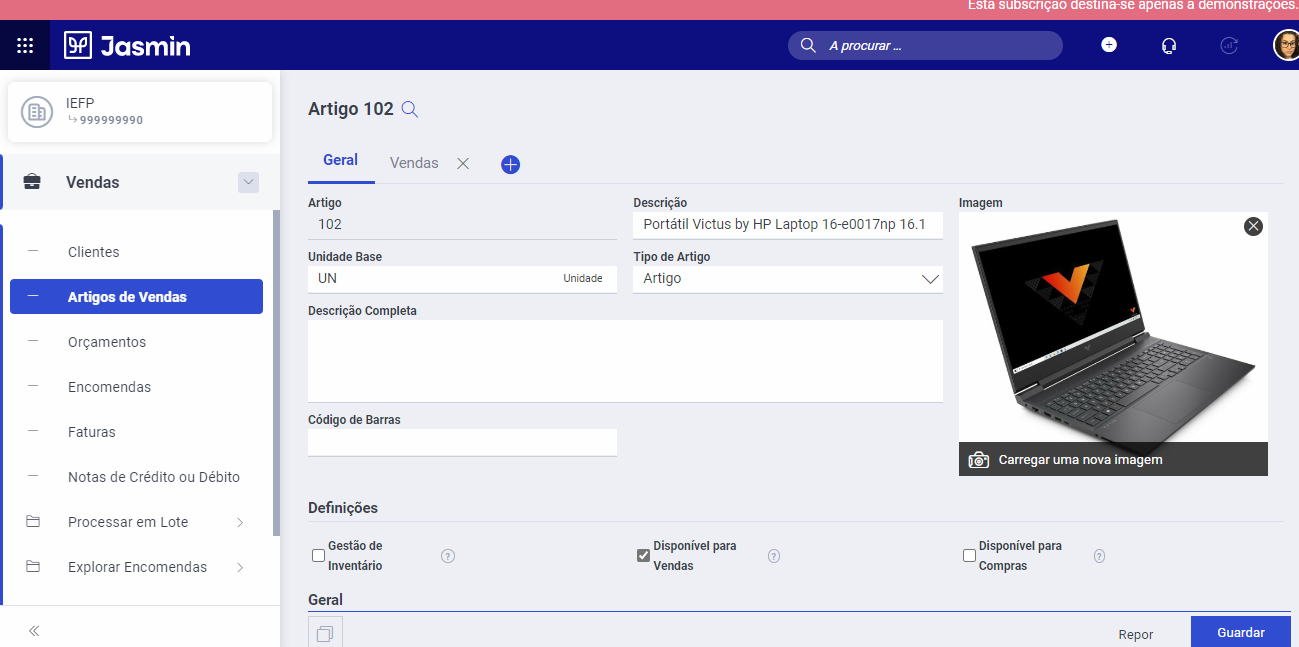 Esta subscrição destina-se apenas a demonstrações.
Jasmin
A procurar ...
IEFP
999999990
Vendas
Clientes
Artigos de Vendas
Orçamentos
Encomendas
Faturas
Notas de Crédito ou Débito
Processar em Lote
Explorar Encomendas
Artigo 102
Geral
Vendas
Artigo
102
Descrição
Portátil Victus by HP Laptop 16-e0017np 16.1
Imagem
Unidade Base
UN
Unidade
Tipo de Artigo
Artigo
Descrição Completa
Código de Barras
Carregar uma nova imagem
Definições
Gestão de
Inventário
?
Disponível para
Vendas
?
Disponível para
Compras
?
Geral
Repor
Guardar